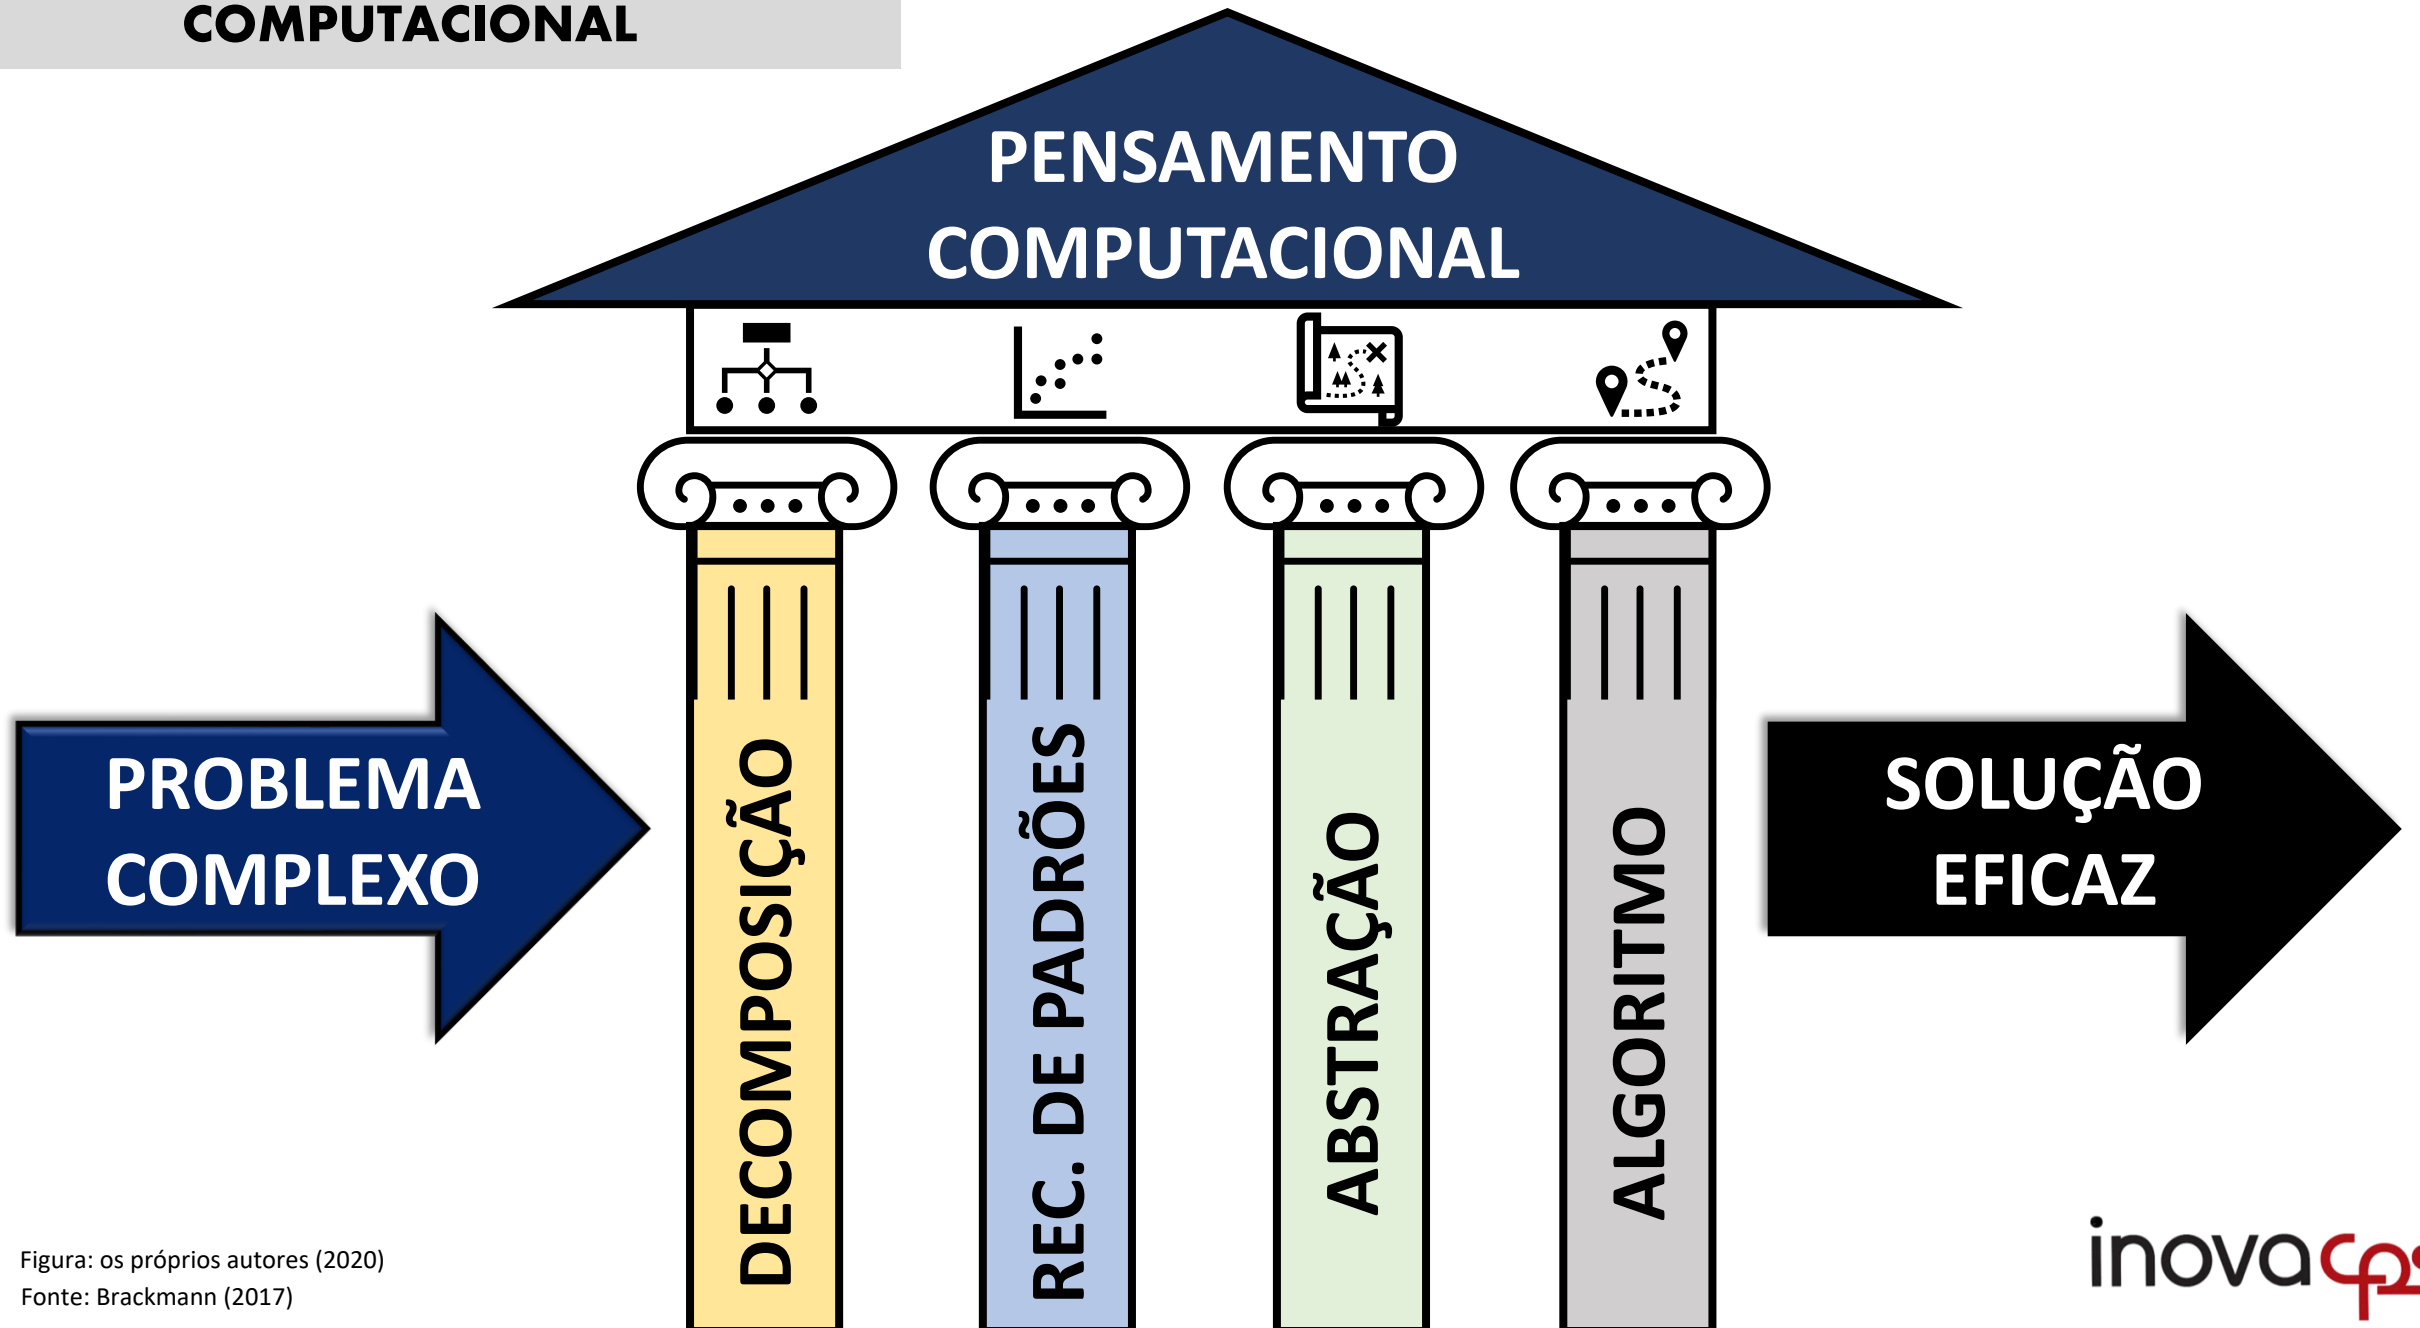 COMPUTACIONAL
PENSAMENTO
COMPUTACIONAL
PROBLEMA
COMPLEXO
DECOMPOSIÇÃO
REC. DE PADRÕES
ABSTRAÇÃO
ALGORITMO
SOLUÇÃO
EFICAZ
Figura: os próprios autores (2020)
Fonte: Brackmann (2017)
inovacps